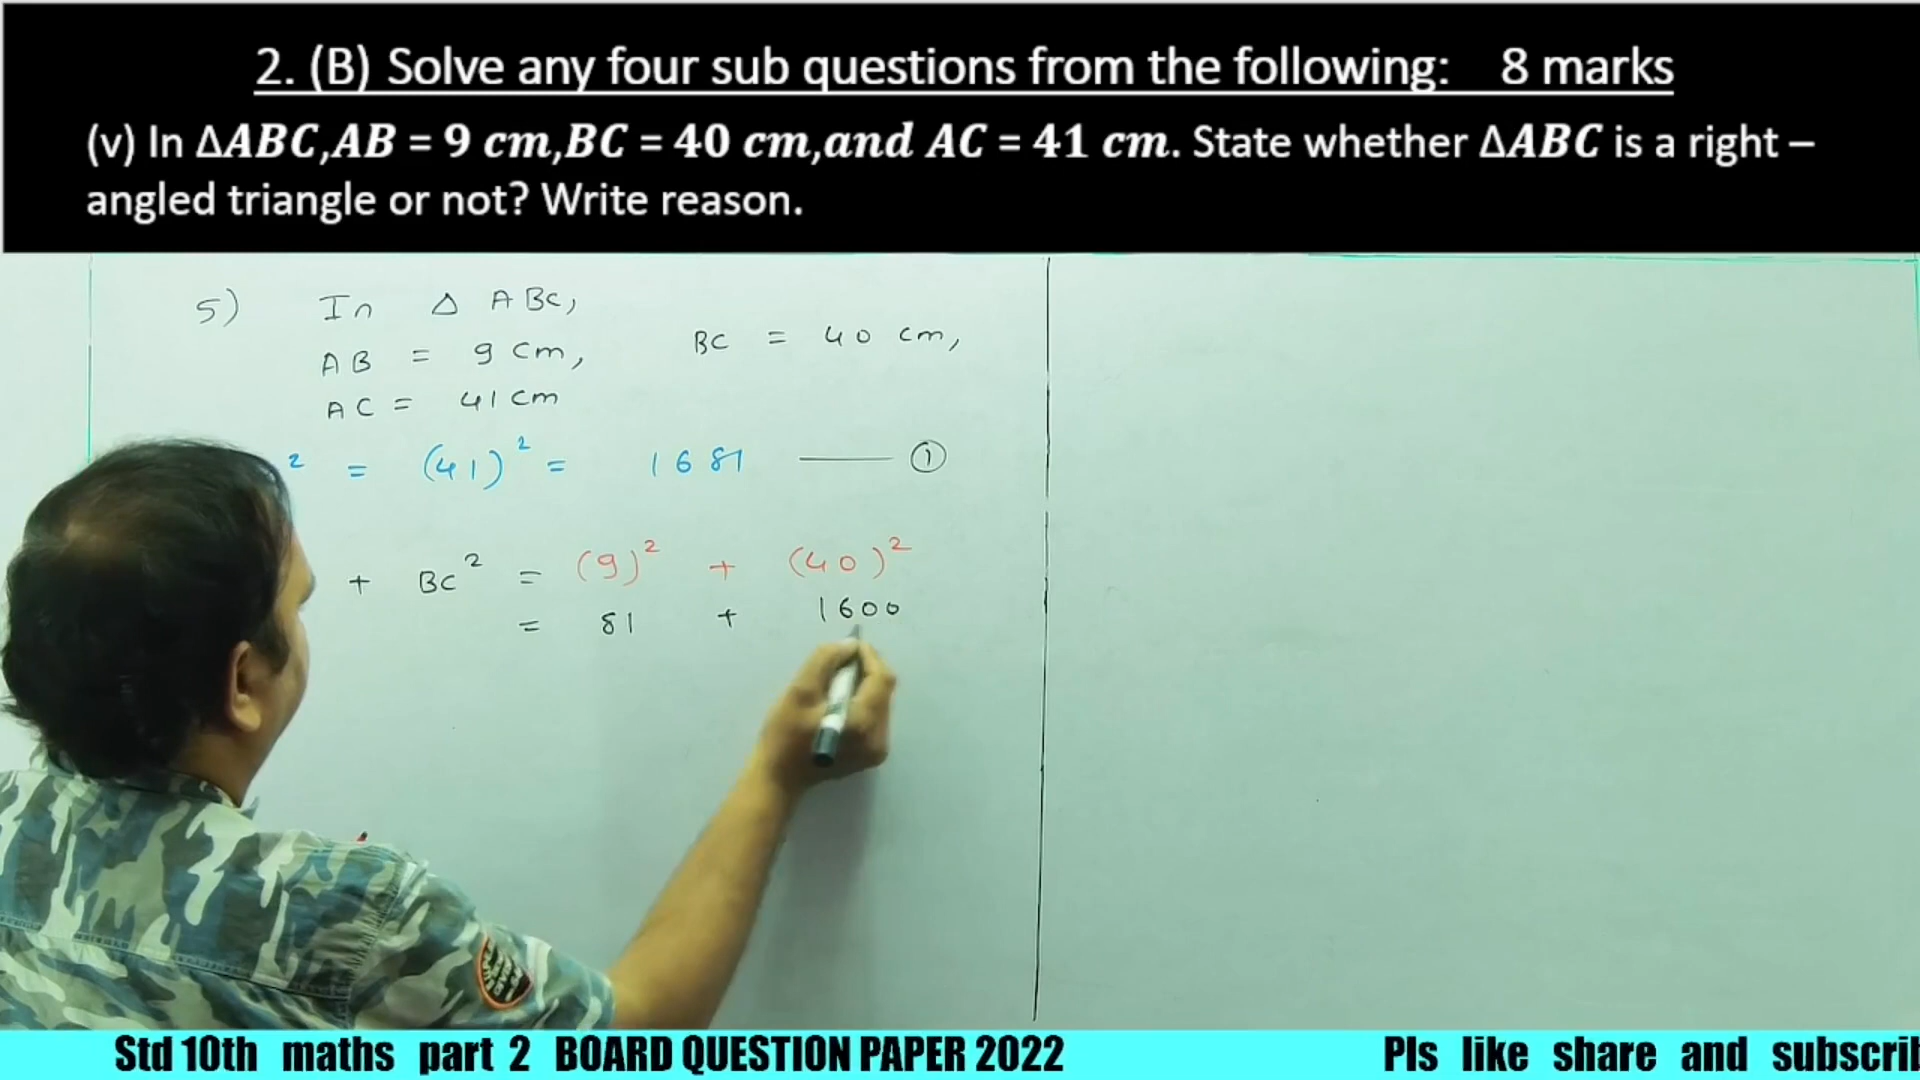 2. (B) Solve any four sub questions from the following: 8 marks
(v) In ΔABC,AB = 9 cm,BC = 40 cm,and AC = 41 cm. State whether ΔABC is a right –
angled triangle or not? Write reason.
5) In Δ ABC,
AB = 9 cm, BC = 40 cm,
AC = 41 cm
² = (41)² = 1681 —— ①
+ BC² = (9)² + (40)²
= 81 + 1600
Std 10th maths part 2 BOARD QUESTION PAPER 2022 Pls like share and subscrib